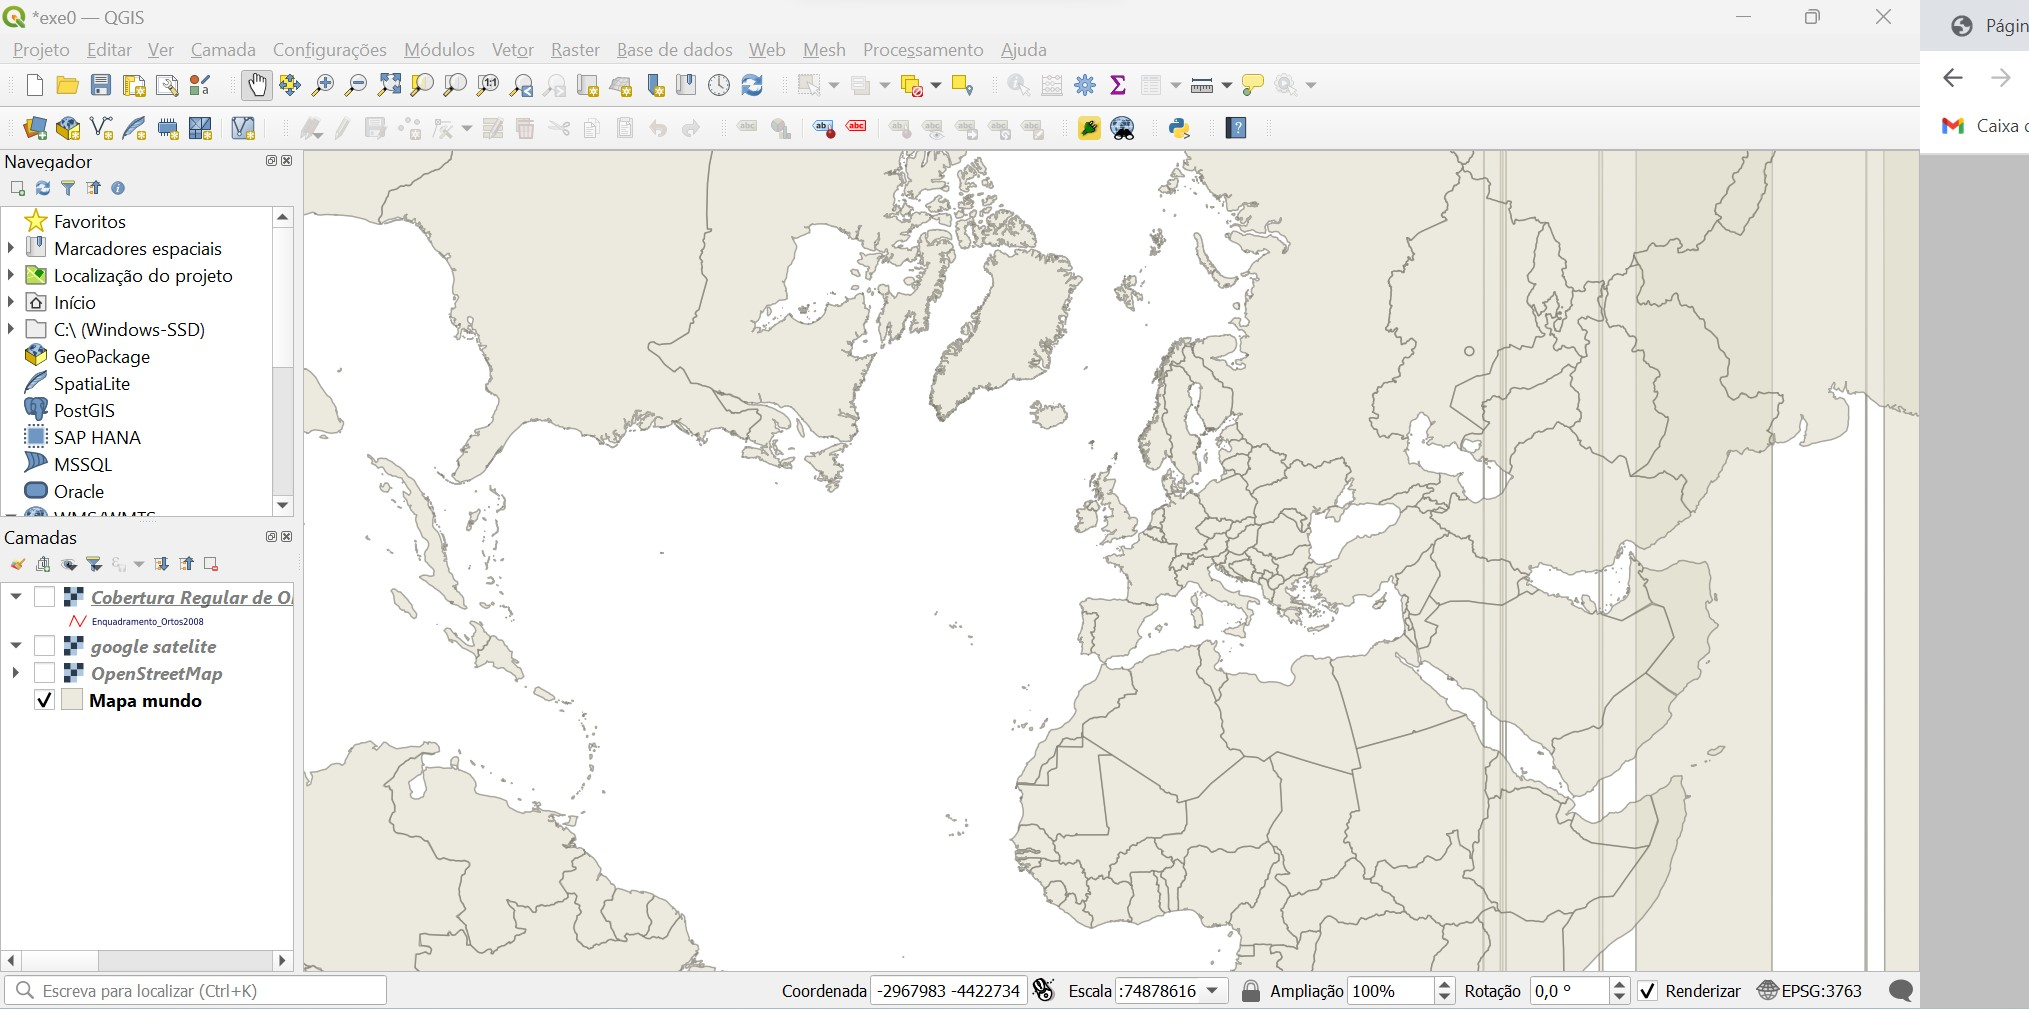 *exe0 — QGIS
Págin
Projeto Editar Ver Camada Configurações Módulos Vetor Raster Base de dados Web Mesh Processamento Ajuda
Caixa
Navegador
Favoritos
Marcadores espaciais
Localização do projeto
Início
C:\ (Windows-SSD)
GeoPackage
SpatiaLite
PostGIS
SAP HANA
MSSQL
Oracle
WMS/WMTS
Camadas
Cobertura Regular de O
Enquadramento_Ortos2008
google satelite
OpenStreetMap
Mapa mundo
Escreva para localizar (Ctrl+K)
Coordenada -2967983 -4422734 Escala :74878616 Ampliação 100% Rotação 0,0 ° Renderizar EPSG:3763